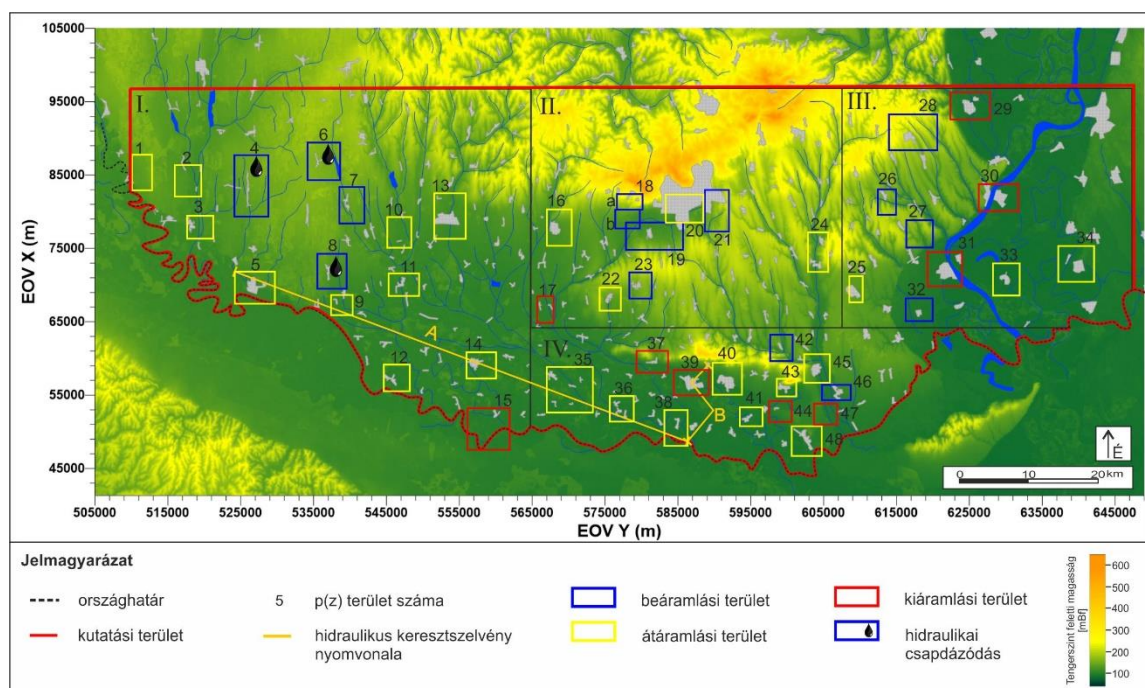 105000
95000
85000
75000
65000
55000
45000
EOV X (m)
I.
II.
III.
IV.
1
2
3
4
5
6
7
8
9
10
11
12
13
14
15
16
17
18
a
b
19
20
21
22
23
24
25
26
27
28
29
30
31
32
33
34
35
36
37
38
39
40
41
42
43
44
45
46
47
48
A
B
É
0 10 20 km
505000 515000 525000 535000 545000 555000 565000 575000 585000 595000 605000 615000 625000 635000 645000
EOV Y (m)
Jelmagyarázat
országhatár
kutatási terület
5 p(z) terület száma
hidraulikus keresztszelvény
nyomvonala
beáramlási terület
átáramlási terület
kiáramlási terület
hidraulikai
csapdázódás
Tengerszint feletti magasság
[mBf]
600
500
400
300
200
100